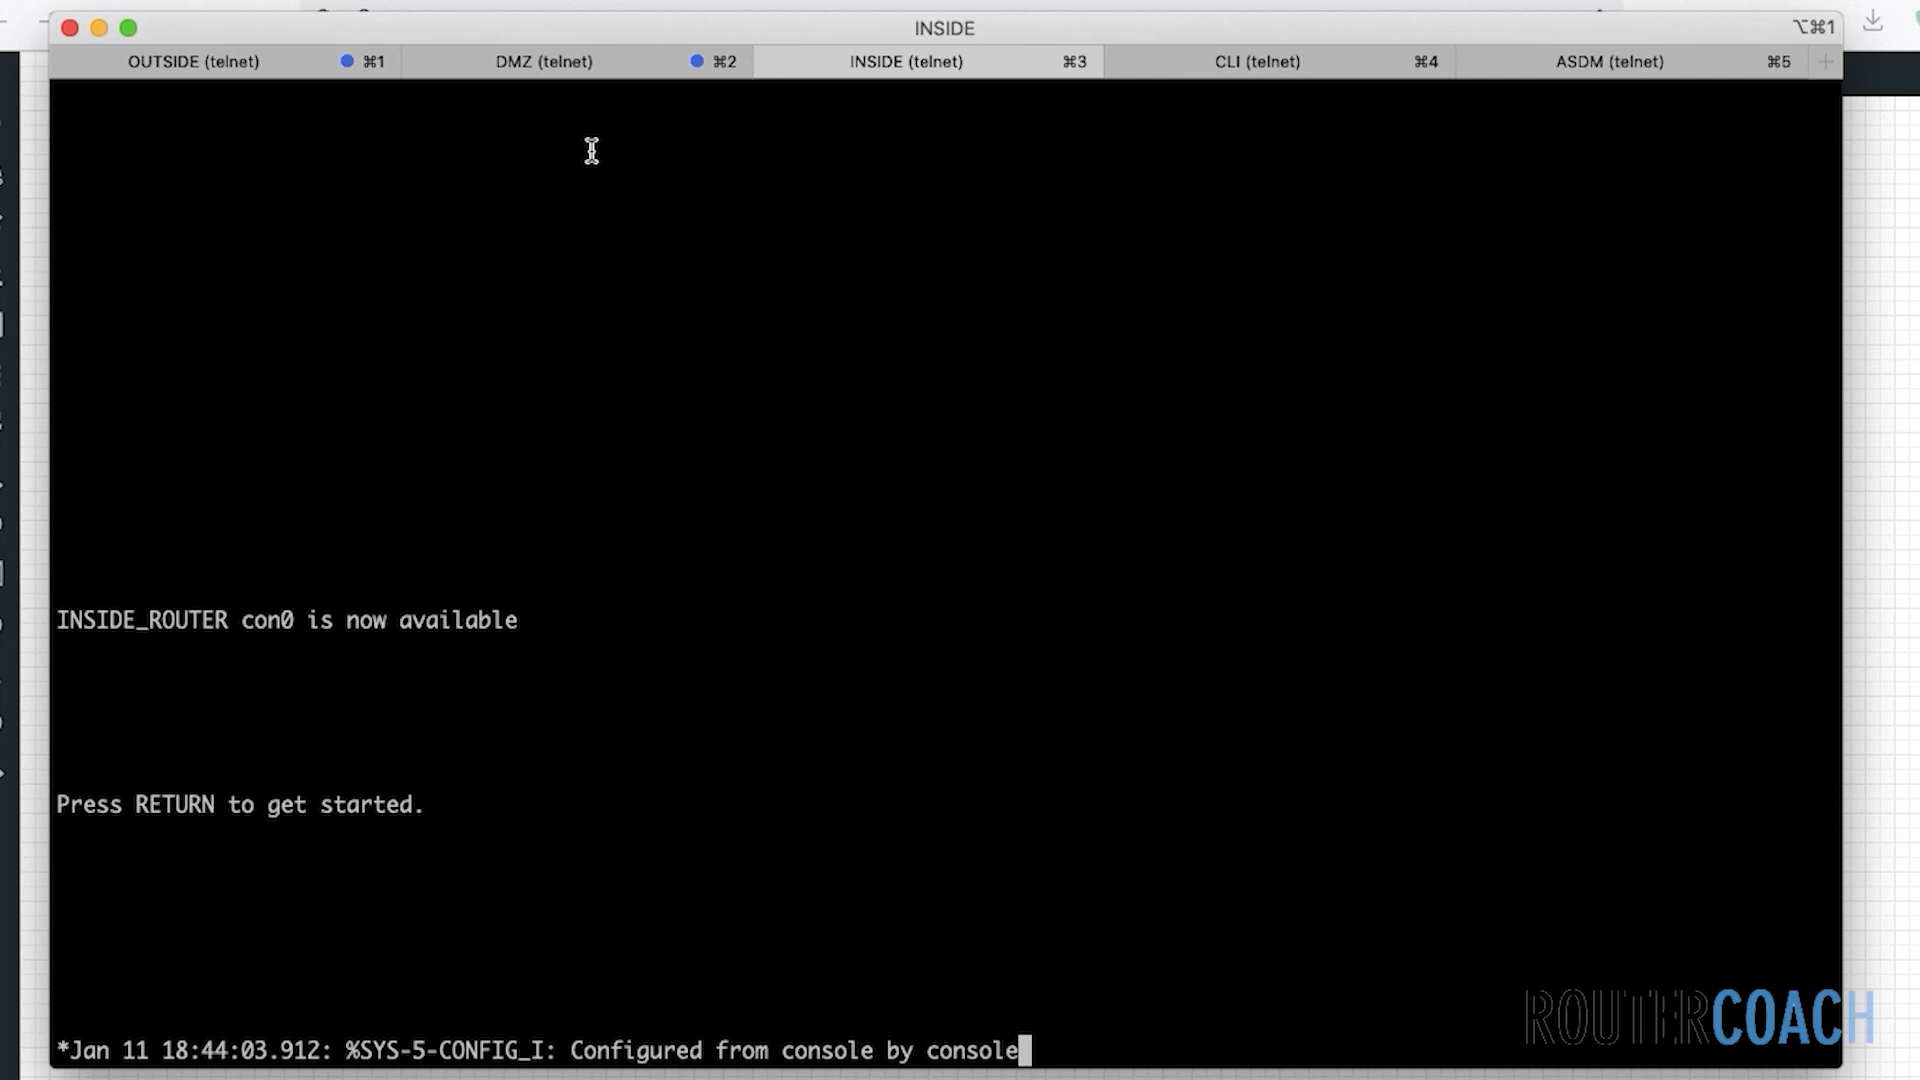 INSIDE
⌥⌘1
OUTSIDE (telnet) ⌘1
DMZ (telnet) ⌘2
INSIDE (telnet) ⌘3
CLI (telnet) ⌘4
ASDM (telnet) ⌘5
INSIDE_ROUTER con0 is now available
Press RETURN to get started.
*Jan 11 18:44:03.912: %SYS-5-CONFIG_I: Configured from console by console
ROUTERCOACH